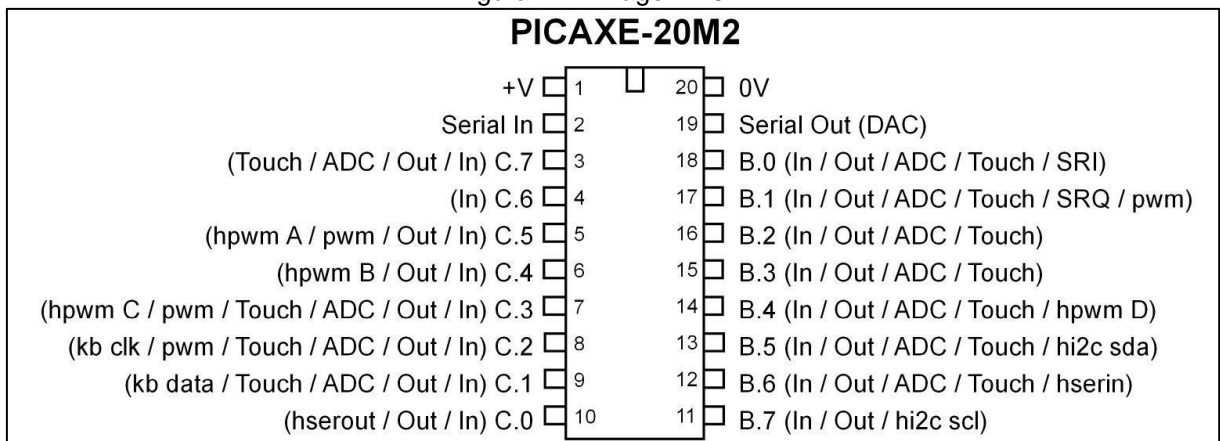 PICAXE-20M2
+V 1 20 0V
Serial In 2 19 Serial Out (DAC)
(Touch / ADC / Out / In) C.7 3 18 B.0 (In / Out / ADC / Touch / SRI)
(In) C.6 4 17 B.1 (In / Out / ADC / Touch / SRQ / pwm)
(hpwm A / pwm / Out / In) C.5 5 16 B.2 (In / Out / ADC / Touch)
(hpwm B / Out / In) C.4 6 15 B.3 (In / Out / ADC / Touch)
(hpwm C / pwm / Touch / ADC / Out / In) C.3 7 14 B.4 (In / Out / ADC / Touch / hpwm D)
(kb clk / pwm / Touch / ADC / Out / In) C.2 8 13 B.5 (In / Out / ADC / Touch / hi2c sda)
(kb data / Touch / ADC / Out / In) C.1 9 12 B.6 (In / Out / ADC / Touch / hserin)
(hserout / Out / In) C.0 10 11 B.7 (In / Out / hi2c scl)